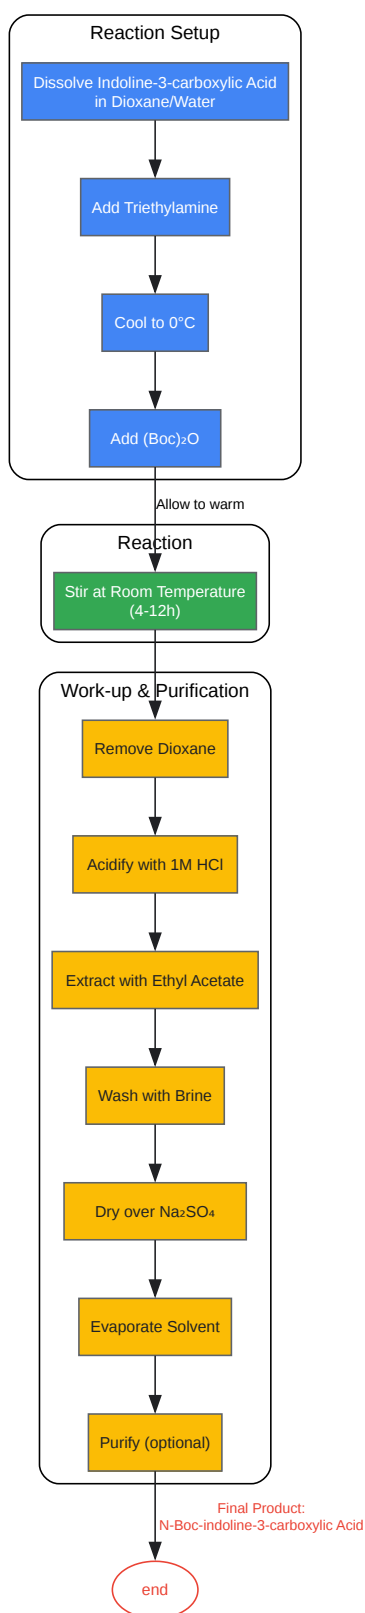 Reaction Setup
Dissolve Indoline-3-carboxylic Acid
in Dioxane/Water
Add Triethylamine
Cool to 0°C
Add (Boc)₂O
Allow to warm
Reaction
Stir at Room Temperature
(4-12h)
Work-up & Purification
Remove Dioxane
Acidify with 1M HCl
Extract with Ethyl Acetate
Wash with Brine
Dry over Na₂SO₄
Evaporate Solvent
Purify (optional)
Final Product:
N-Boc-indoline-3-carboxylic Acid
end